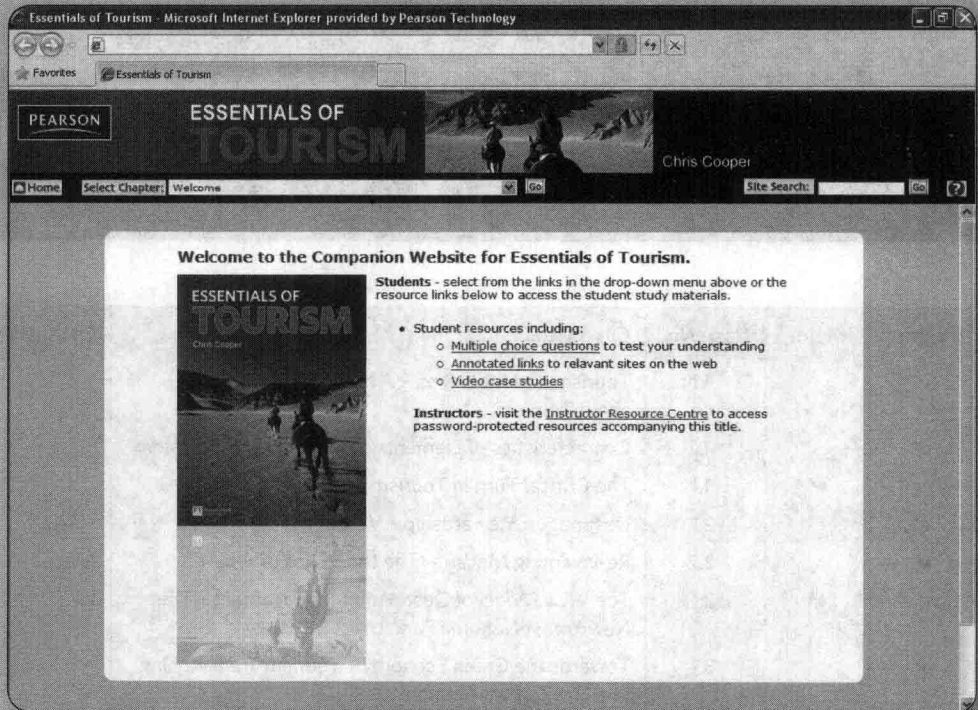 Essentials of Tourism - Microsoft Internet Explorer provided by Pearson Technology
Favorites
Essentials of Tourism
PEARSON
ESSENTIALS OF
TOURISM
Chris Cooper
Home
Select Chapter:
Welcome
Go
Site Search:
Go
?
Welcome to the Companion Website for Essentials of Tourism.
ESSENTIALS OF
TOURISM
Chris Cooper
Students - select from the links in the drop-down menu above or the
resource links below to access the student study materials.
• Student resources including:
○ Multiple choice questions to test your understanding
○ Annotated links to relavant sites on the web
○ Video case studies
Instructors - visit the Instructor Resource Centre to access
password-protected resources accompanying this title.